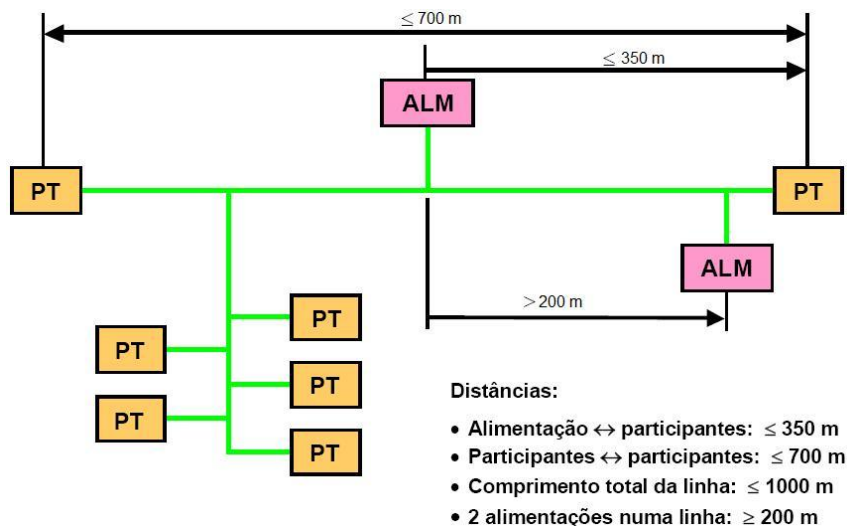 ≤ 700 m
≤ 350 m
ALM
PT
PT
ALM
> 200 m
PT
PT
PT
PT
PT
Distâncias:
• Alimentação ↔ participantes: ≤ 350 m
• Participantes ↔ participantes: ≤ 700 m
• Comprimento total da linha: ≤ 1000 m
• 2 alimentações numa linha: ≥ 200 m